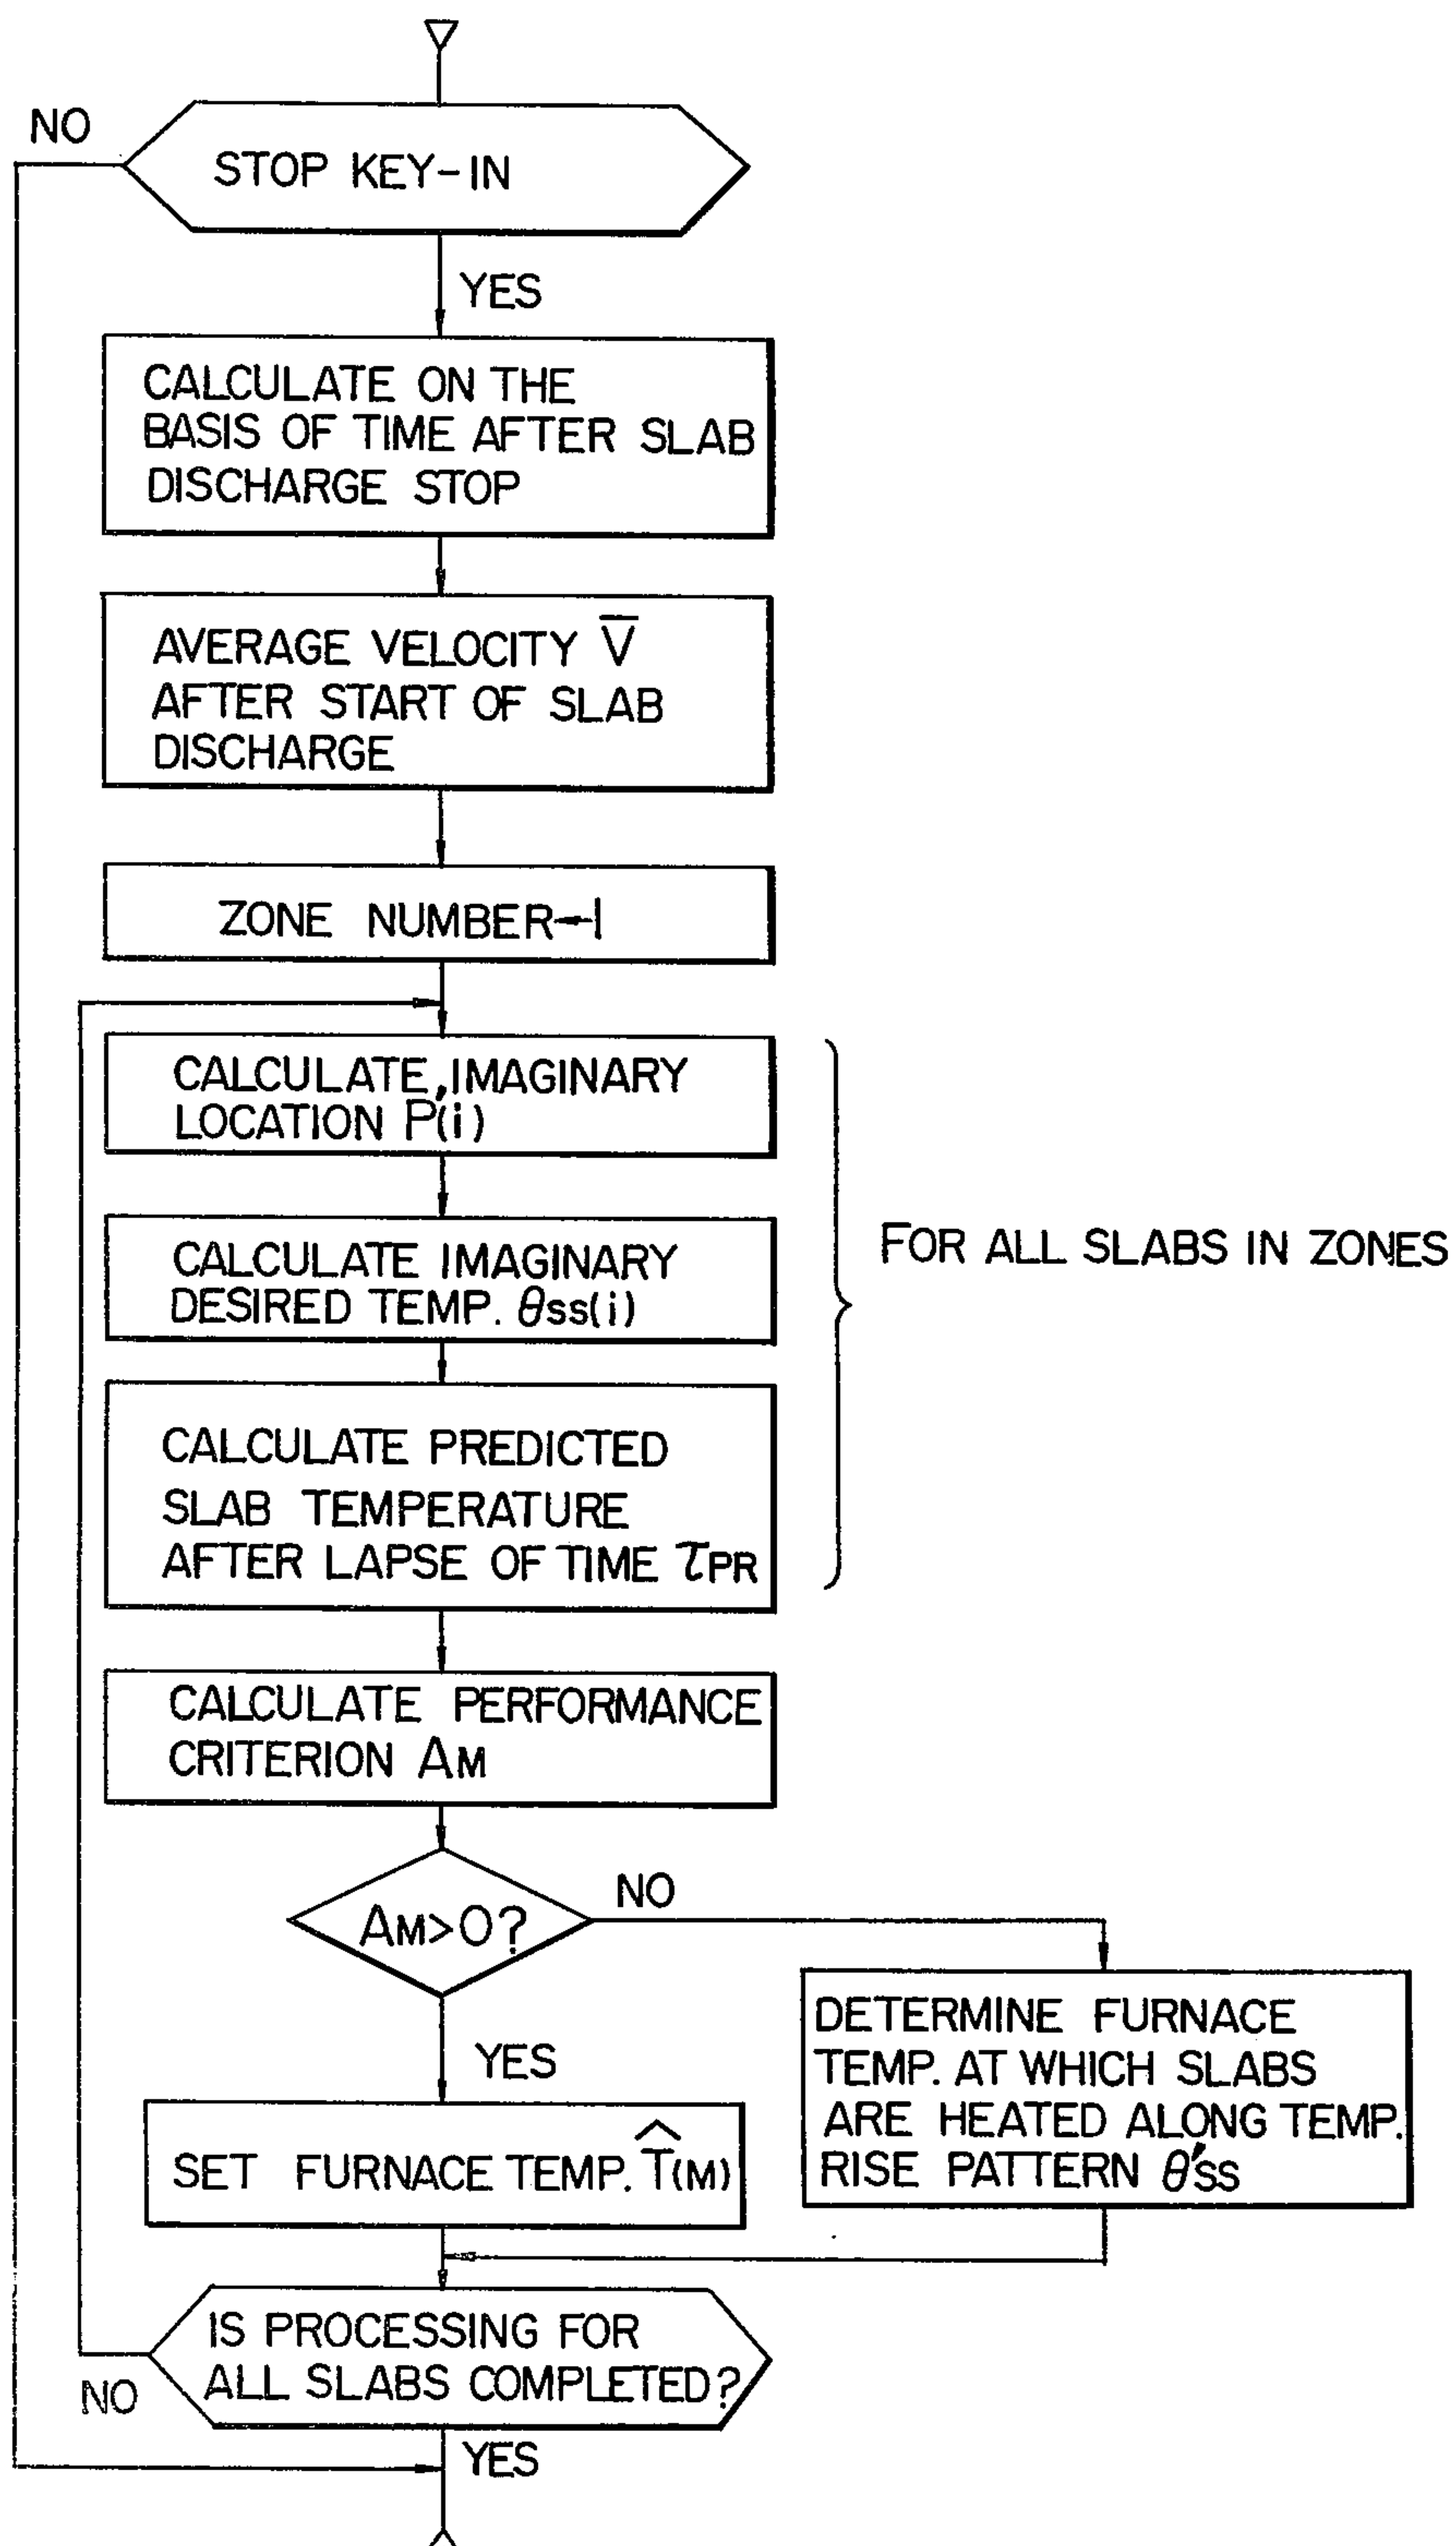 NO
STOP KEY-IN
YES
CALCULATE ON THE
BASIS OF TIME AFTER SLAB
DISCHARGE STOP
AVERAGE VELOCITY V̅
AFTER START OF SLAB
DISCHARGE
ZONE NUMBER←1
CALCULATE IMAGINARY
LOCATION P'(i)
CALCULATE IMAGINARY
DESIRED TEMP. θss(i)
FOR ALL SLABS IN ZONES
CALCULATE PREDICTED
SLAB TEMPERATURE
AFTER LAPSE OF TIME τPR
CALCULATE PERFORMANCE
CRITERION AM
AM>0?
NO
YES
DETERMINE FURNACE
TEMP. AT WHICH SLABS
ARE HEATED ALONG TEMP.
RISE PATTERN θ'ss
SET FURNACE TEMP. T̂(M)
IS PROCESSING FOR
ALL SLABS COMPLETED?
NO
YES